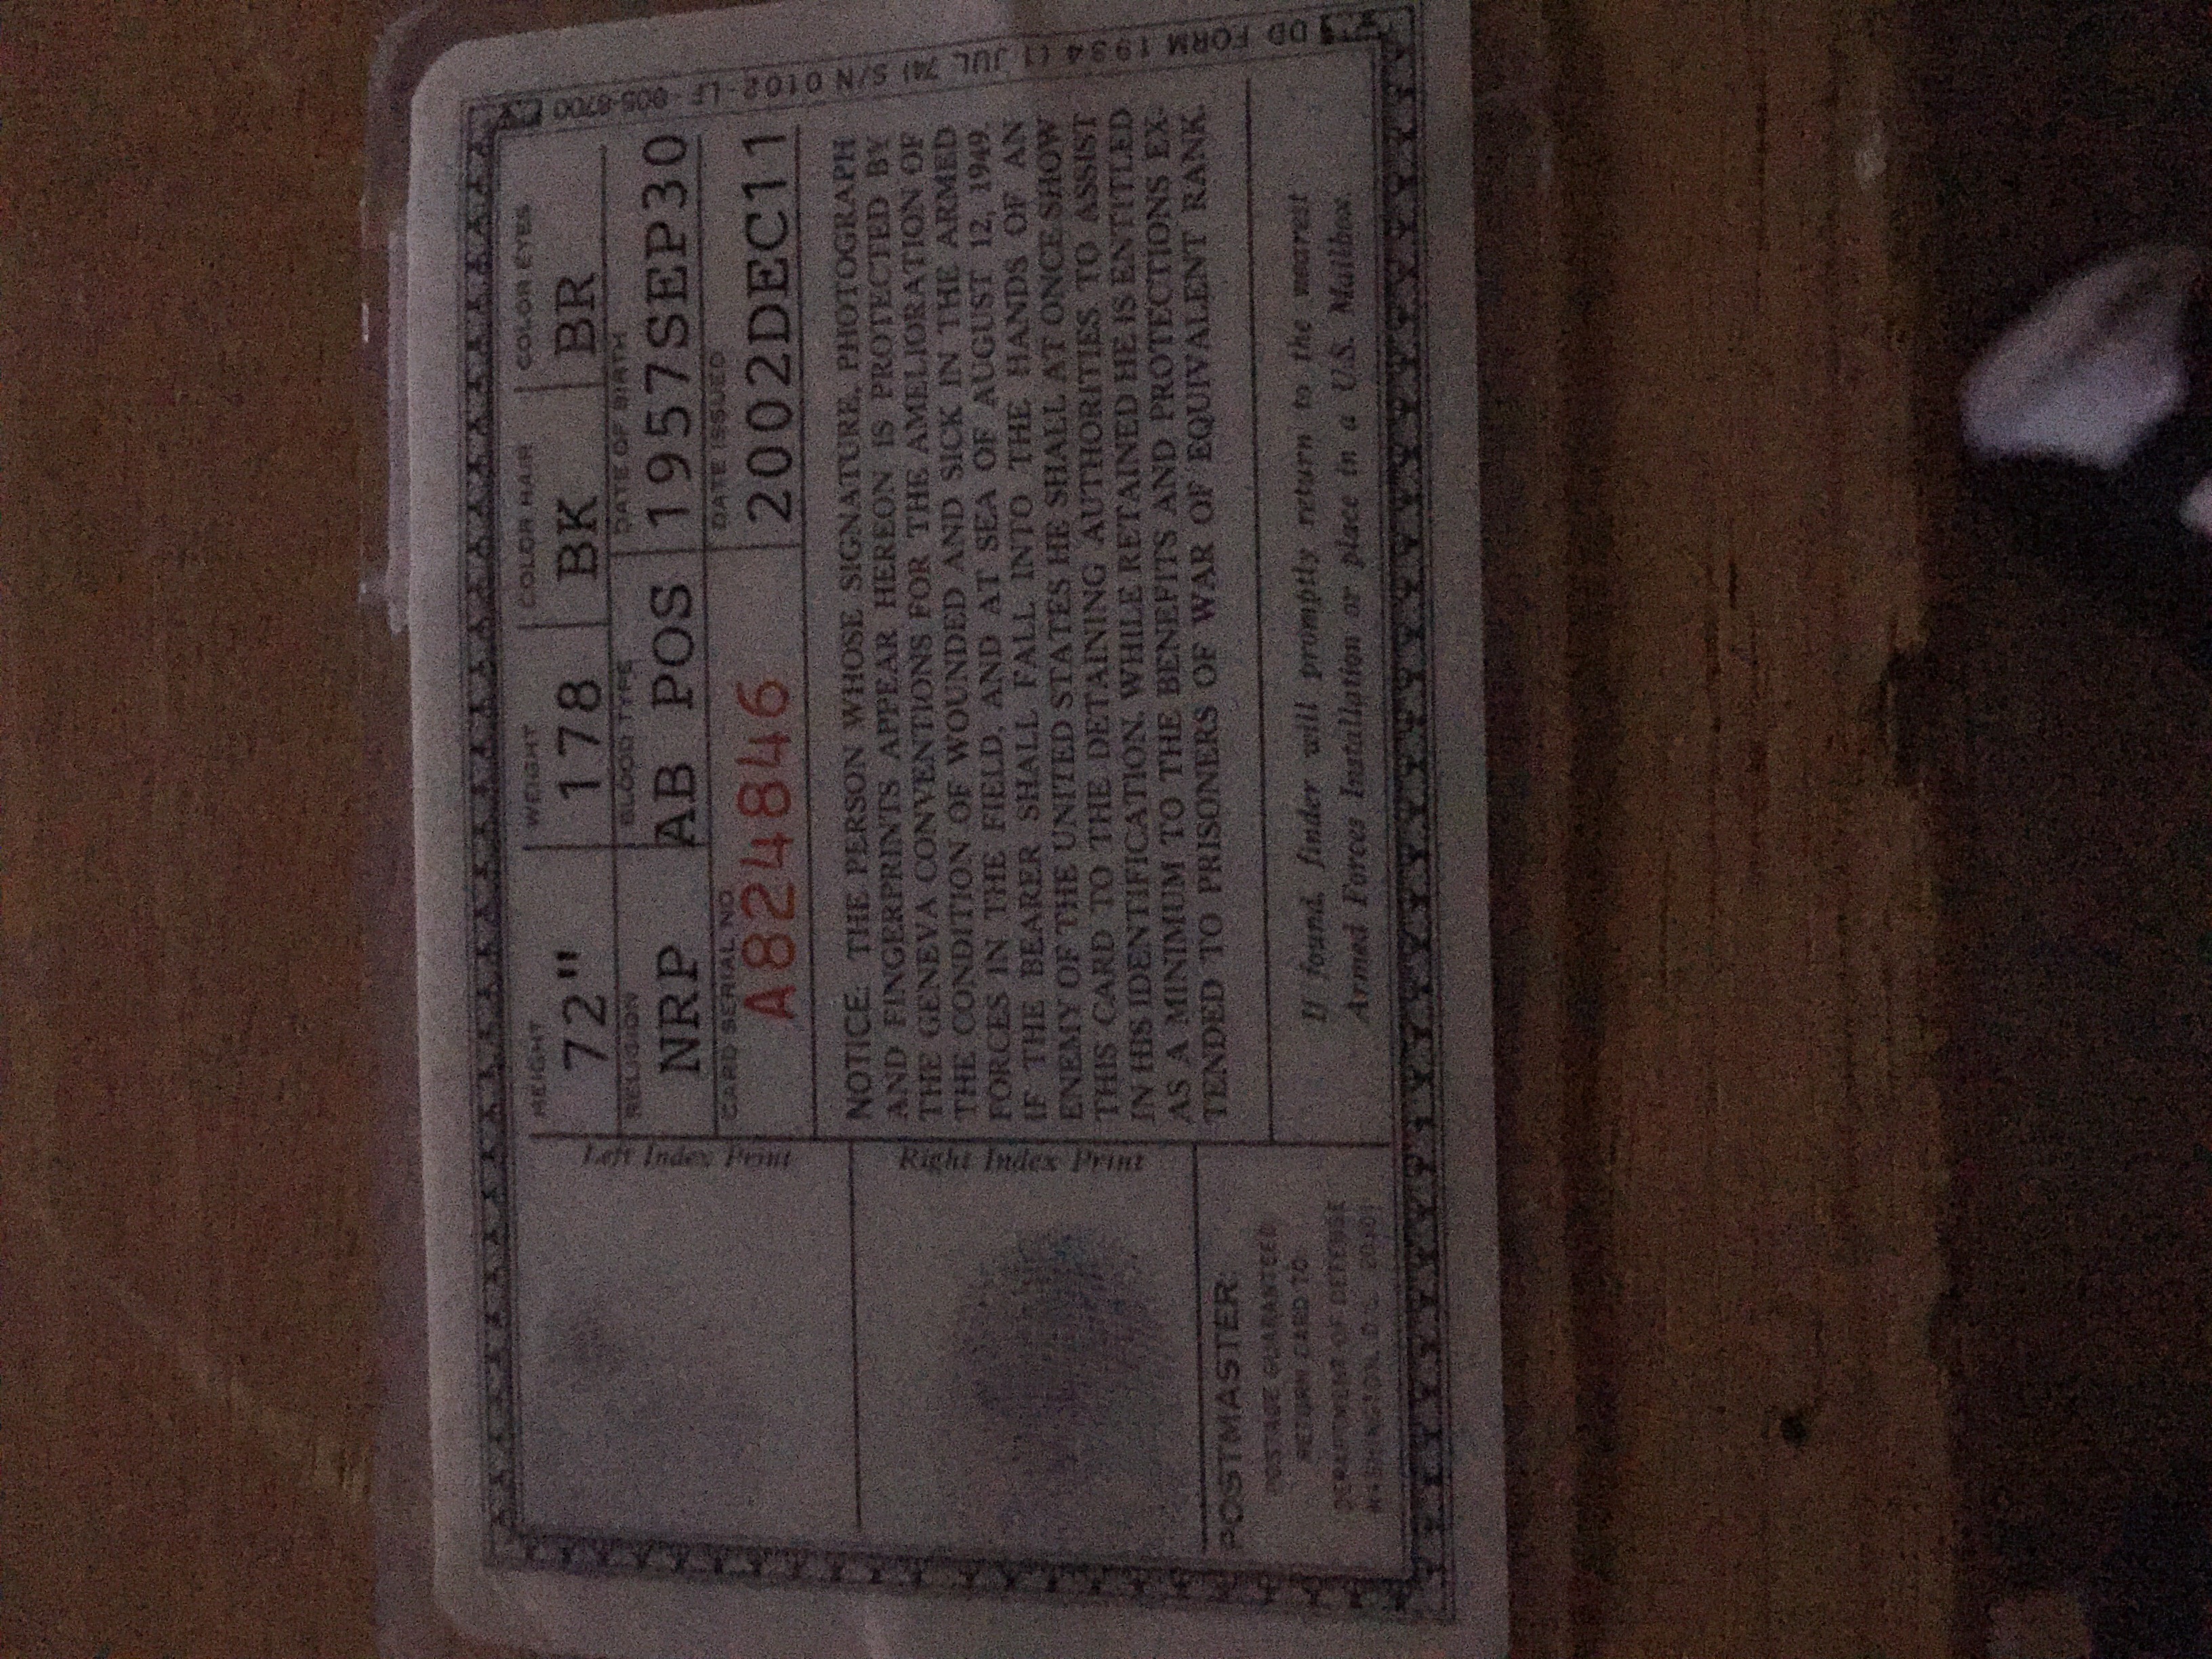 HEIGHT WEIGHT COLOR HAIR COLOR EYES
72" 178 BK BR
RELIGION BLOOD TYPE DATE OF BIRTH
NRP AB POS 1957SEP30
CARD SERIAL NO. DATE ISSUED
A824846 2002DEC11
Left Index Print
Right Index Print
NOTICE: THE PERSON WHOSE SIGNATURE, PHOTOGRAPH
AND FINGERPRINTS APPEAR HEREON IS PROTECTED BY
THE GENEVA CONVENTIONS FOR THE AMELIORATION OF
THE CONDITION OF WOUNDED AND SICK IN THE ARMED
FORCES IN THE FIELD, AND AT SEA OF AUGUST 12, 1949.
IF THE BEARER SHALL FALL INTO THE HANDS OF AN
ENEMY OF THE UNITED STATES HE SHALL AT ONCE SHOW
THIS CARD TO THE DETAINING AUTHORITIES TO ASSIST
IN HIS IDENTIFICATION. WHILE RETAINED HE IS ENTITLED
AS A MINIMUM TO THE BENEFITS AND PROTECTIONS EX-
TENDED TO PRISONERS OF WAR OF EQUIVALENT RANK.
POSTMASTER:
POSTAGE GUARANTEED
RETURN CARD TO
DEPARTMENT OF DEFENSE
WASHINGTON, D.C. 20301
If found, finder will promptly return to the nearest
Armed Forces Installation or place in a U.S. Mailbox.
DD FORM 1934 (1 JUL 74) S/N 0102-LF-005-8700